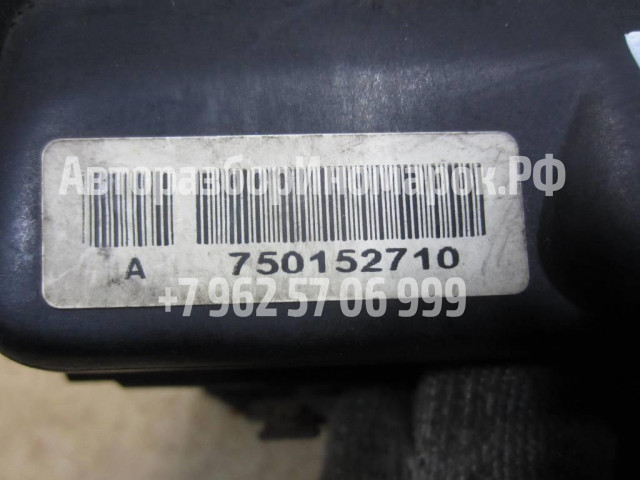 АвторазборИномарок.РФ
A 750152710
+7 962 57 06 999